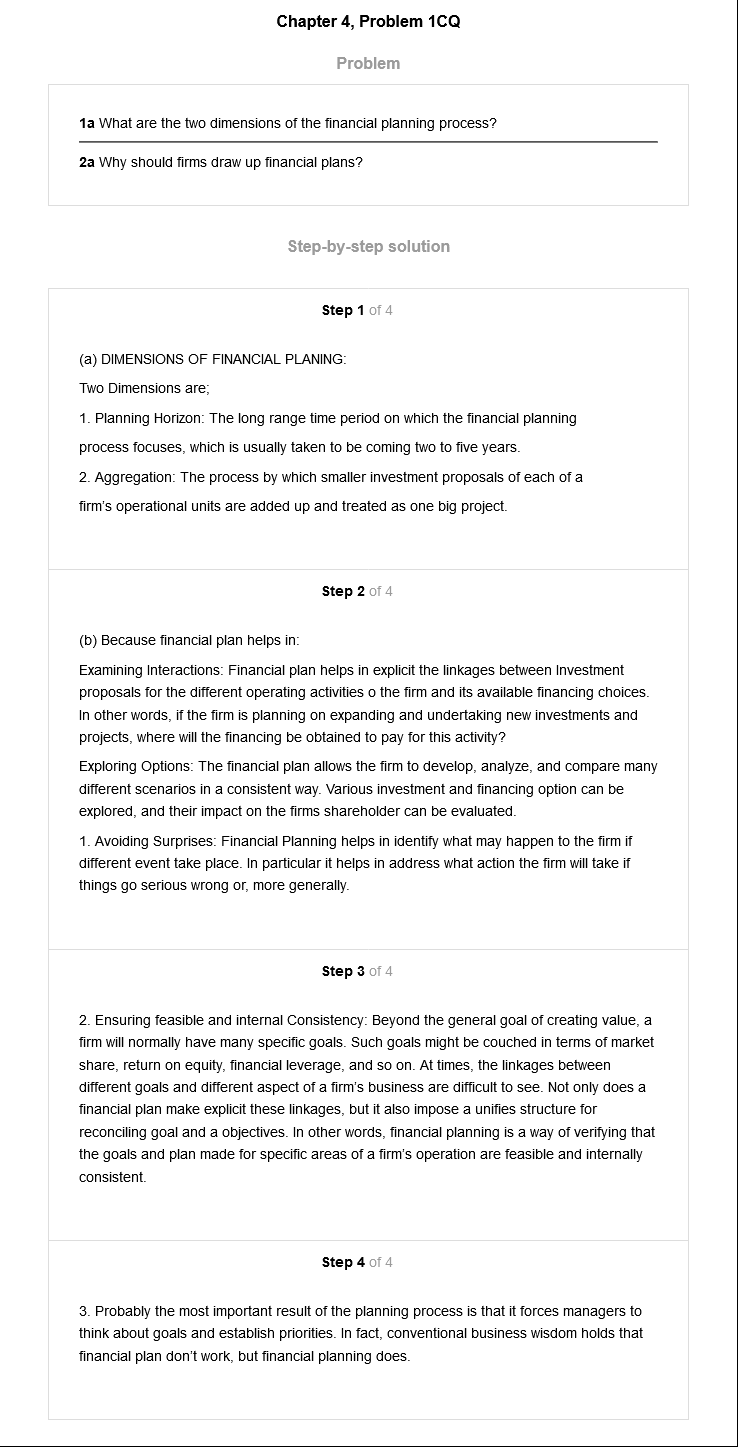 Chapter 4, Problem 1CQ
Problem
1a What are the two dimensions of the financial planning process?
2a Why should firms draw up financial plans?
Step-by-step solution
Step 1 of 4
(a) DIMENSIONS OF FINANCIAL PLANING:
Two Dimensions are;
1. Planning Horizon: The long range time period on which the financial planning
process focuses, which is usually taken to be coming two to five years.
2. Aggregation: The process by which smaller investment proposals of each of a
firm's operational units are added up and treated as one big project.
Step 2 of 4
(b) Because financial plan helps in:
Examining Interactions: Financial plan helps in explicit the linkages between Investment
proposals for the different operating activities o the firm and its available financing choices.
In other words, if the firm is planning on expanding and undertaking new investments and
projects, where will the financing be obtained to pay for this activity?
Exploring Options: The financial plan allows the firm to develop, analyze, and compare many
different scenarios in a consistent way. Various investment and financing option can be
explored, and their impact on the firms shareholder can be evaluated.
1. Avoiding Surprises: Financial Planning helps in identify what may happen to the firm if
different event take place. In particular it helps in address what action the firm will take if
things go serious wrong or, more generally.
Step 3 of 4
2. Ensuring feasible and internal Consistency: Beyond the general goal of creating value, a
firm will normally have many specific goals. Such goals might be couched in terms of market
share, return on equity, financial leverage, and so on. At times, the linkages between
different goals and different aspect of a firm's business are difficult to see. Not only does a
financial plan make explicit these linkages, but it also impose a unifies structure for
reconciling goal and a objectives. In other words, financial planning is a way of verifying that
the goals and plan made for specific areas of a firm's operation are feasible and internally
consistent.
Step 4 of 4
3. Probably the most important result of the planning process is that it forces managers to
think about goals and establish priorities. In fact, conventional business wisdom holds that
financial plan don't work, but financial planning does.